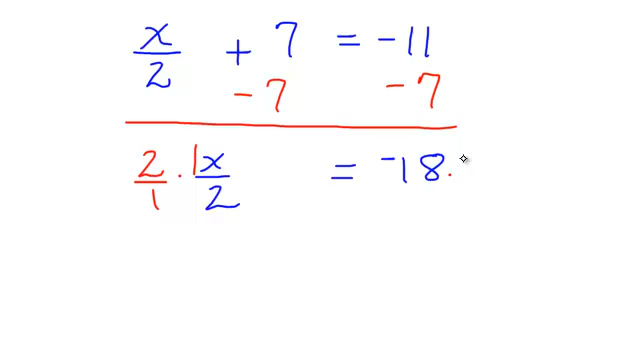 x/2 + 7 = -11
-7 -7
2/1 . 1x/2 = -18 .